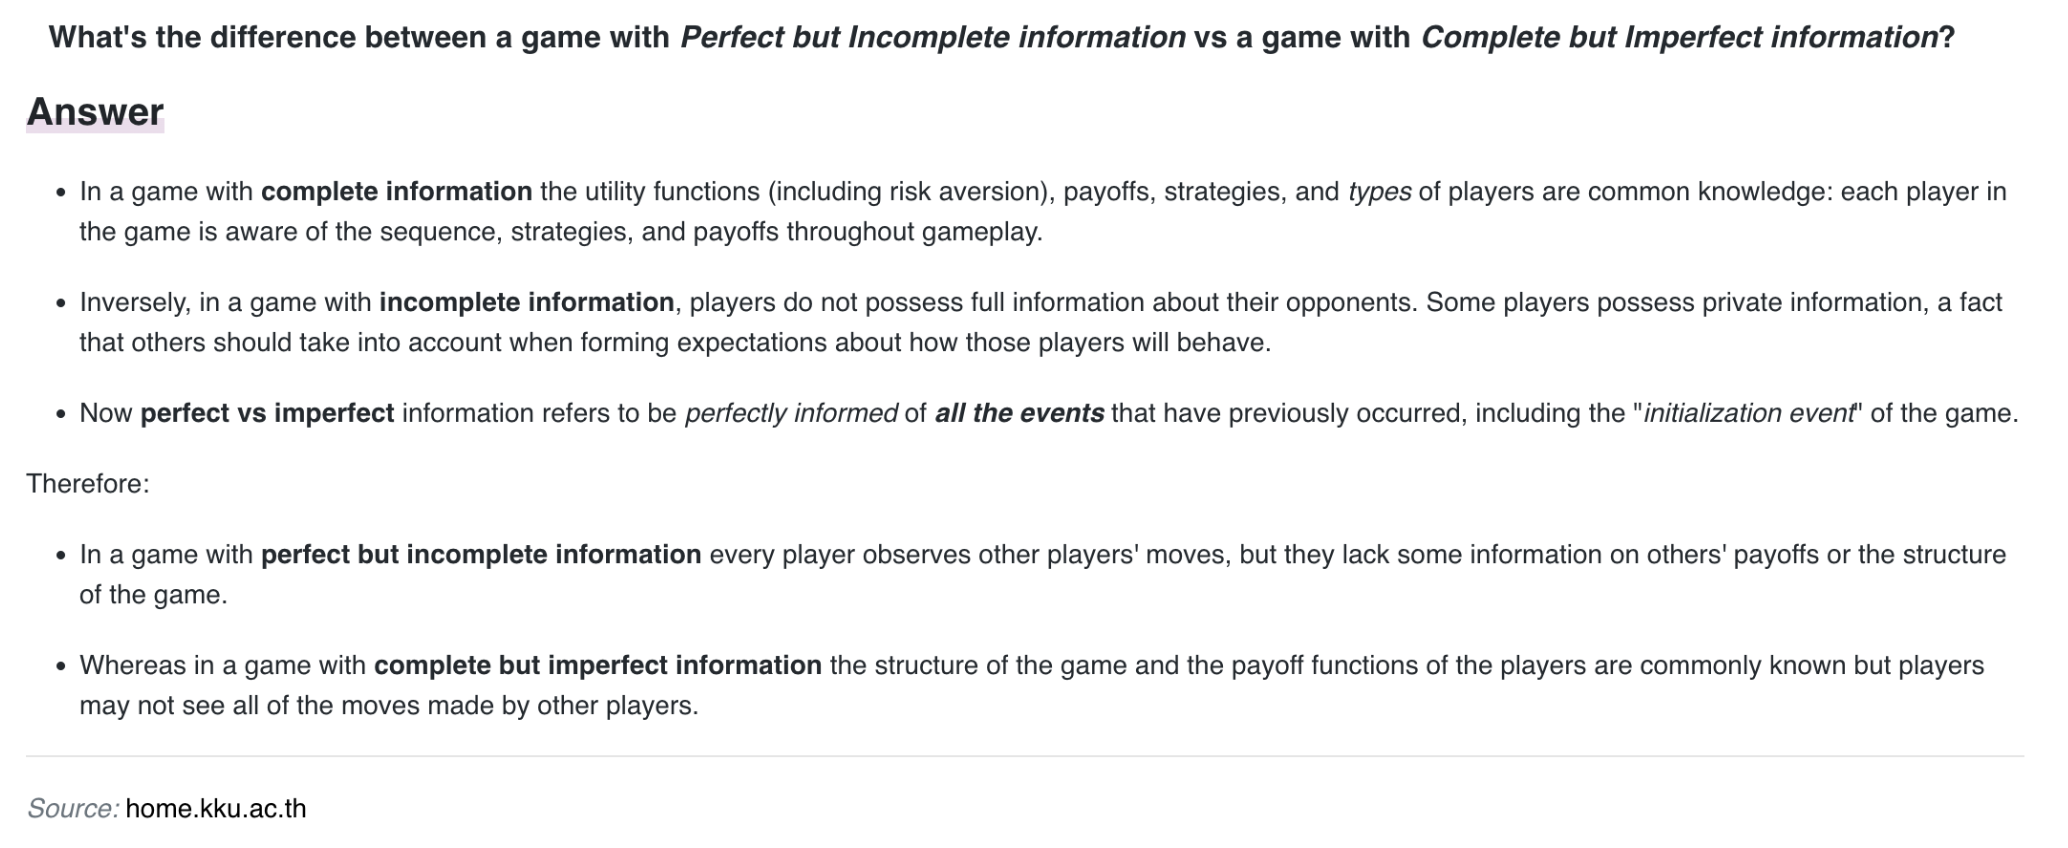 What's the difference between a game with Perfect but Incomplete information vs a game with Complete but Imperfect information?
Answer
• In a game with complete information the utility functions (including risk aversion), payoffs, strategies, and types of players are common knowledge: each player in
the game is aware of the sequence, strategies, and payoffs throughout gameplay.
• Inversely, in a game with incomplete information, players do not possess full information about their opponents. Some players possess private information, a fact
that others should take into account when forming expectations about how those players will behave.
• Now perfect vs imperfect information refers to be perfectly informed of all the events that have previously occurred, including the "initialization event" of the game.
Therefore:
• In a game with perfect but incomplete information every player observes other players' moves, but they lack some information on others' payoffs or the structure
of the game.
• Whereas in a game with complete but imperfect information the structure of the game and the payoff functions of the players are commonly known but players
may not see all of the moves made by other players.
Source: home.kku.ac.th